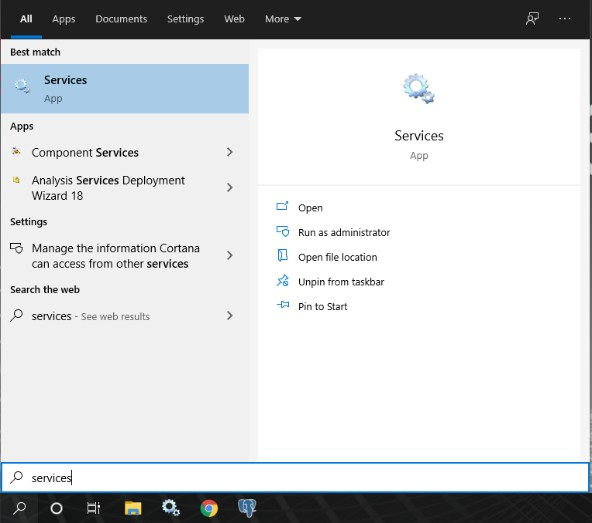 All Apps Documents Settings Web More
Best match
Services
App
Apps
Component Services
Analysis Services Deployment
Wizard 18
Settings
Manage the information Cortana
can access from other services
Search the web
services - See web results
Services
App
Open
Run as administrator
Open file location
Unpin from taskbar
Pin to Start
services